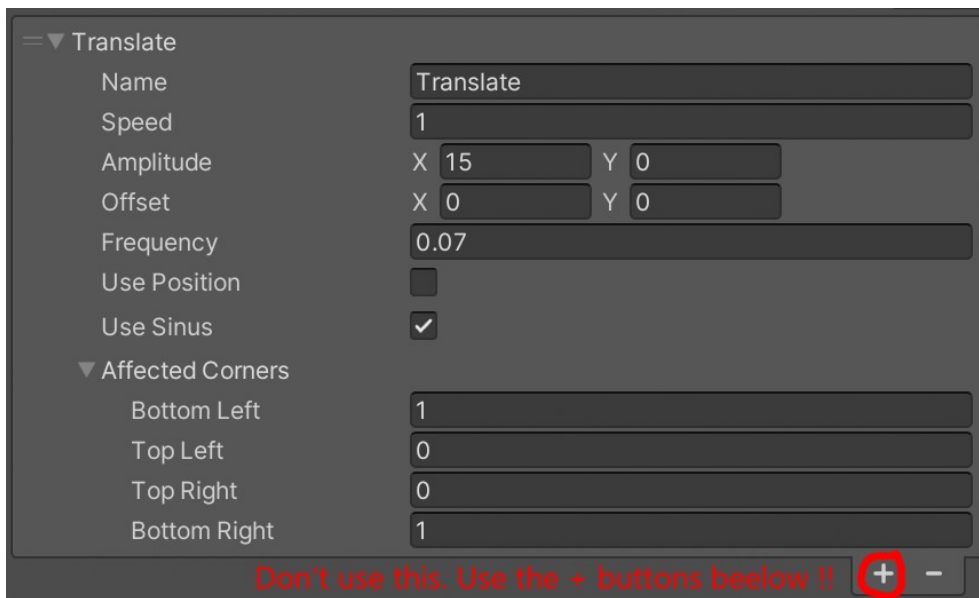 Translate
Name Translate
Speed 1
Amplitude X 15 Y 0
Offset X 0 Y 0
Frequency 0.07
Use Position
Use Sinus
Affected Corners
Bottom Left 1
Top Left 0
Top Right 0
Bottom Right 1
Don't use this. Use the + buttons beelow !! + -